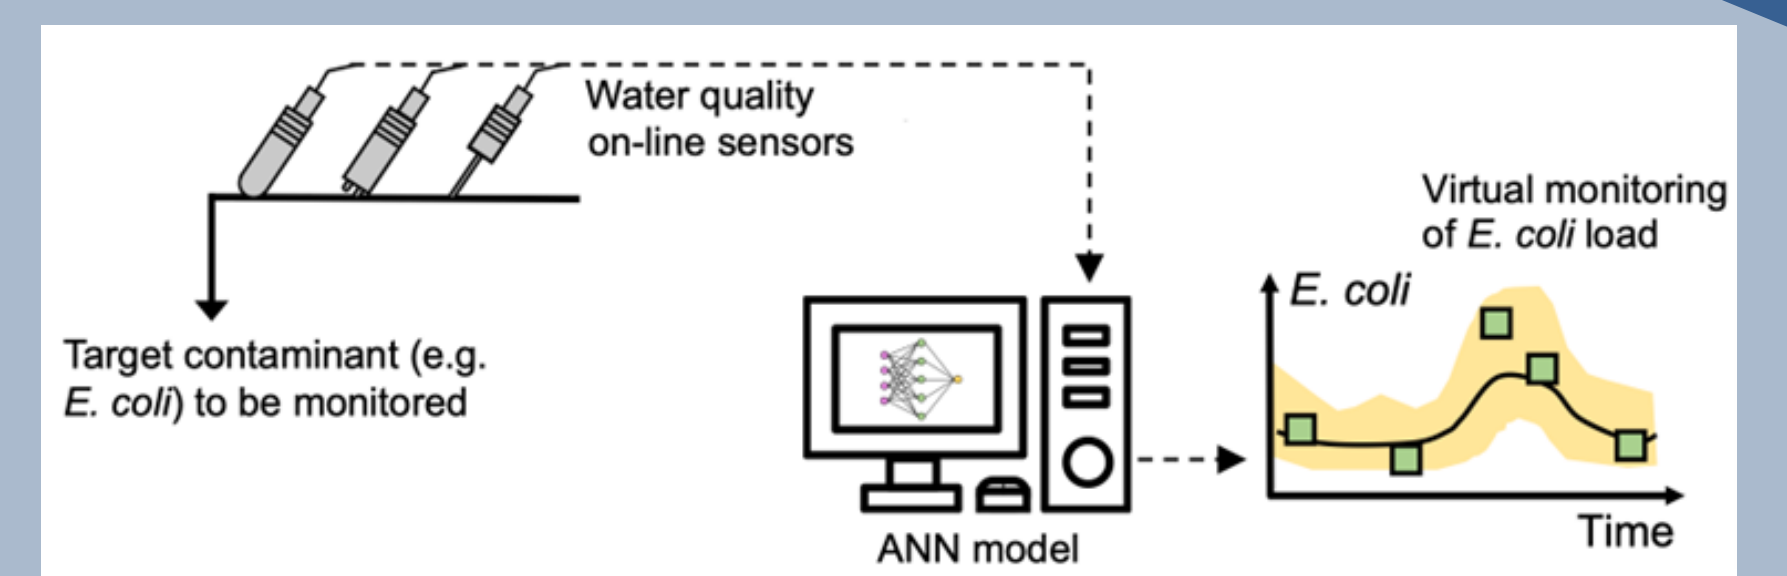 Water quality
on-line sensors
Target contaminant (e.g.
E. coli) to be monitored
ANN model
Virtual monitoring
of E. coli load
E. coli
Time